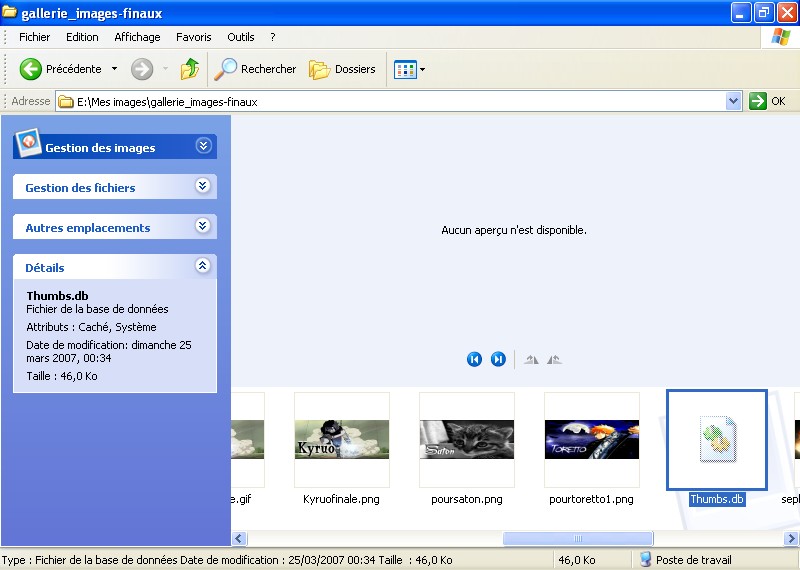 gallerie_images-finaux
Fichier Edition Affichage Favoris Outils ?
Précédente Rechercher Dossiers
Adresse E:\Mes images\gallerie_images-finaux OK
Gestion des images
Gestion des fichiers
Autres emplacements
Détails
Thumbs.db
Fichier de la base de données
Attributs : Caché, Système
Date de modification: dimanche 25
mars 2007, 00:34
Taille : 46,0 Ko
Aucun aperçu n'est disponible.
Kyruo
Saton
TORETTO
e.gif Kyruofinale.png poursaton.png pourtoretto1.png Thumbs.db sepl
Type : Fichier de la base de données Date de modification : 25/03/2007 00:34 Taille : 46,0 Ko 46,0 Ko Poste de travail